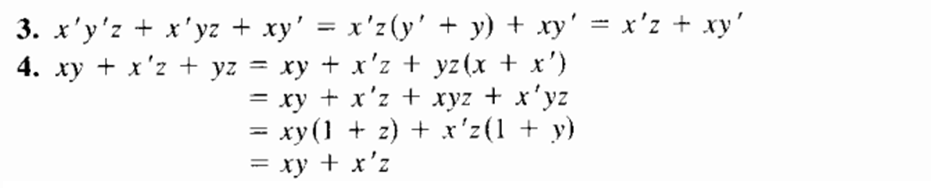 3. x'y'z + x'yz + xy' = x'z(y' + y) + xy' = x'z + xy'
4. xy + x'z + yz = xy + x'z + yz(x + x')
= xy + x'z + xyz + x'yz
= xy(1 + z) + x'z(1 + y)
= xy + x'z